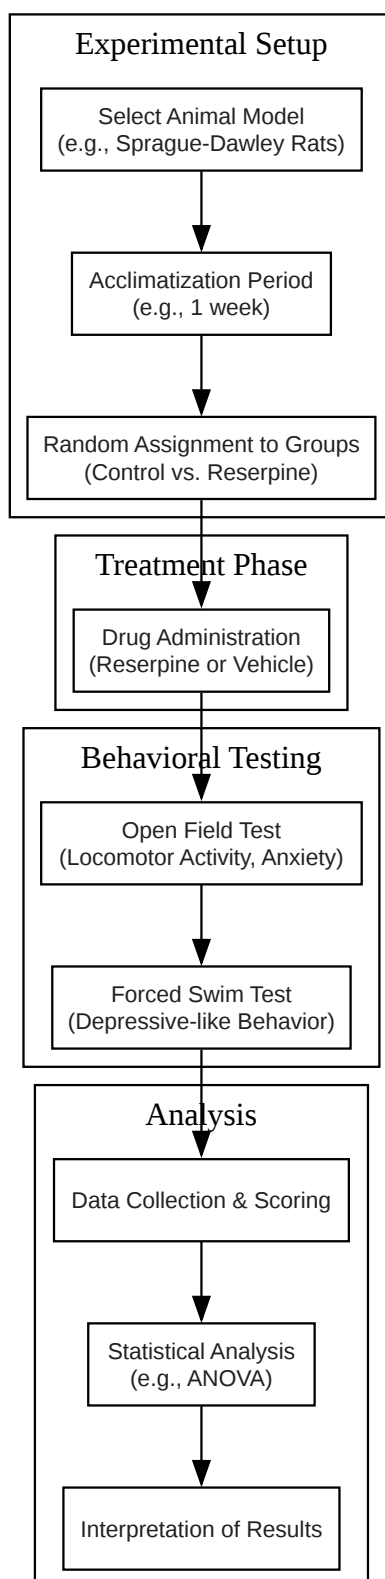 Experimental Setup
Select Animal Model
(e.g., Sprague-Dawley Rats)
Acclimatization Period
(e.g., 1 week)
Random Assignment to Groups
(Control vs. Reserpine)
Treatment Phase
Drug Administration
(Reserpine or Vehicle)
Behavioral Testing
Open Field Test
(Locomotor Activity, Anxiety)
Forced Swim Test
(Depressive-like Behavior)
Analysis
Data Collection & Scoring
Statistical Analysis
(e.g., ANOVA)
Interpretation of Results